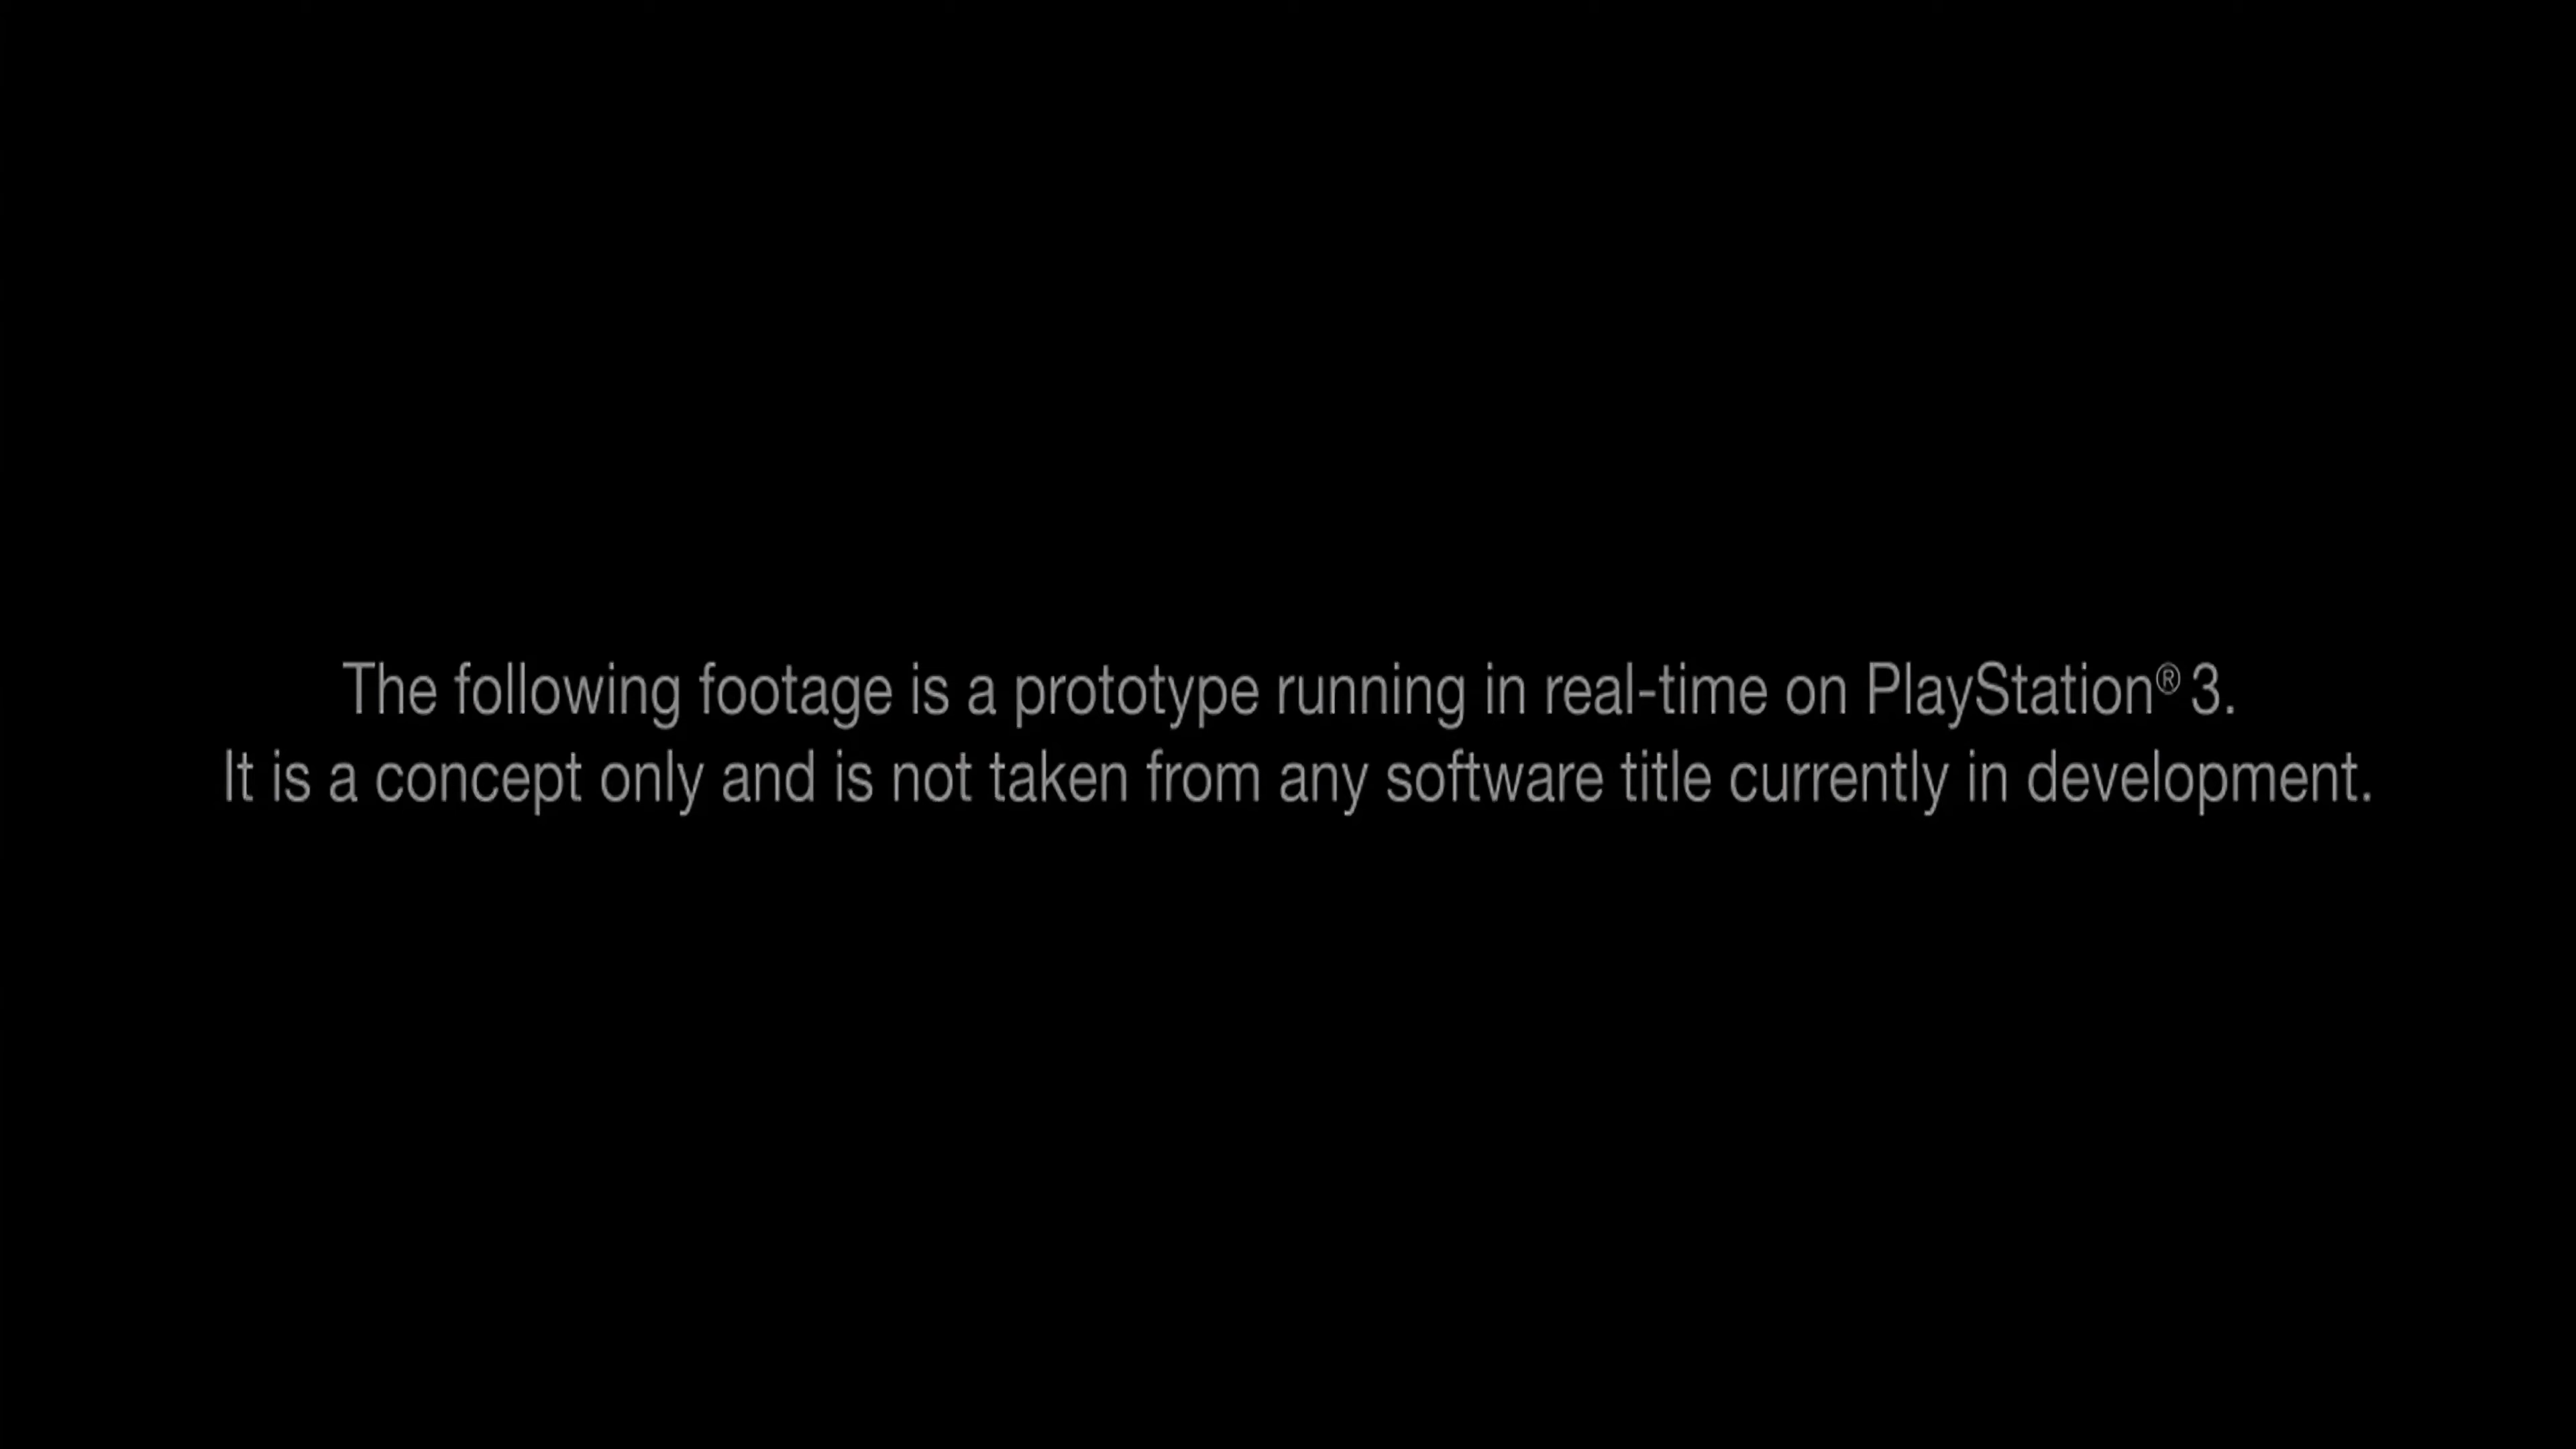 The following footage is a prototype running in real-time on PlayStation® 3.
It is a concept only and is not taken from any software title currently in development.